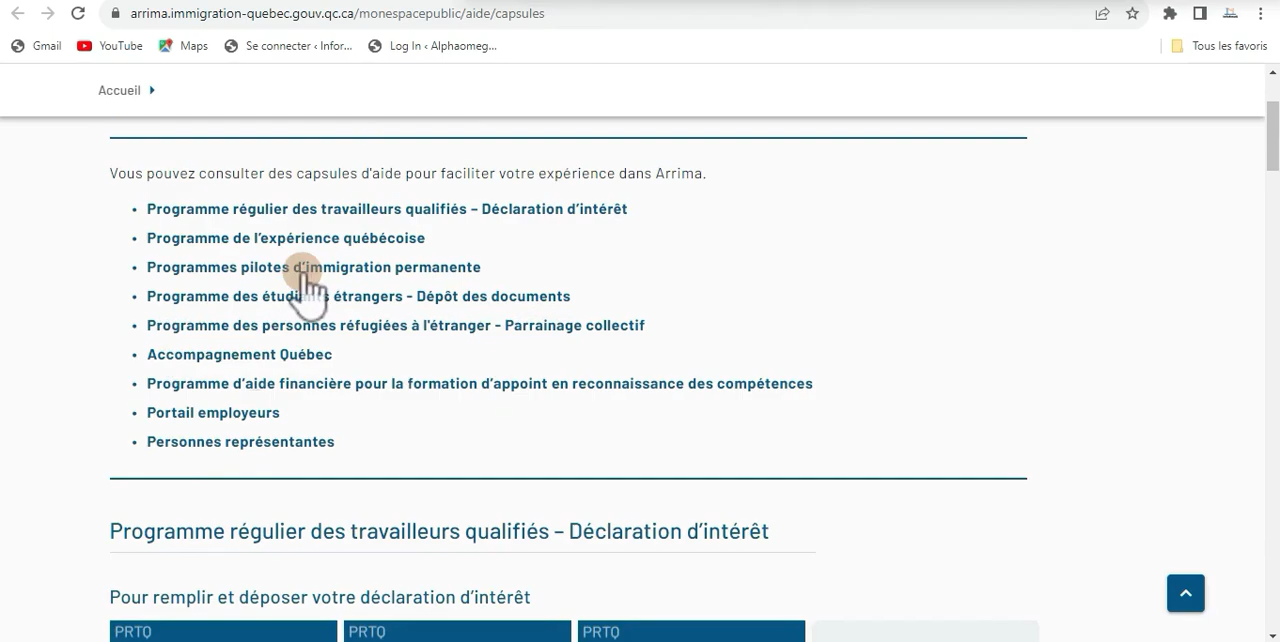 arrima.immigration-quebec.gouv.qc.ca/monespacepublic/aide/capsules
Gmail YouTube Maps Se connecter ‹ Infor... Log In ‹ Alphaomeg... Tous les favoris
Accueil
Vous pouvez consulter des capsules d'aide pour faciliter votre expérience dans Arrima.
• Programme régulier des travailleurs qualifiés – Déclaration d’intérêt
• Programme de l’expérience québécoise
• Programmes pilotes d’immigration permanente
• Programme des étudiants étrangers - Dépôt des documents
• Programme des personnes réfugiées à l'étranger - Parrainage collectif
• Accompagnement Québec
• Programme d’aide financière pour la formation d’appoint en reconnaissance des compétences
• Portail employeurs
• Personnes représentantes
Programme régulier des travailleurs qualifiés – Déclaration d’intérêt
Pour remplir et déposer votre déclaration d’intérêt
PRTQ PRTQ PRTQ